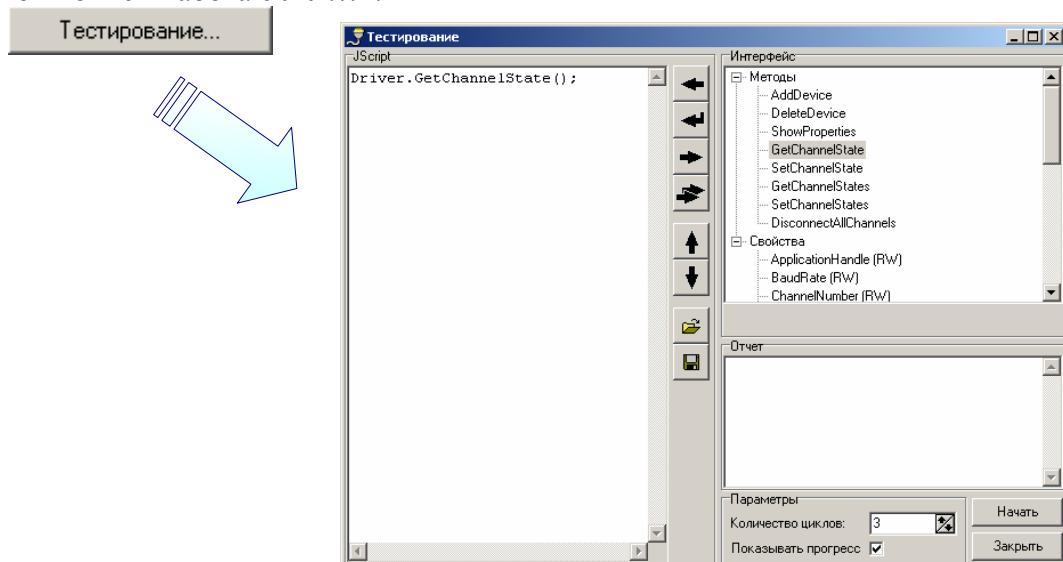 Тестирование...
Тестирование
JScript
Driver.GetChannelState();
Интерфейс
Методы
AddDevice
DeleteDevice
ShowProperties
GetChannelState
SetChannelState
GetChannelStates
SetChannelStates
DisconnectAllChannels
Свойства
ApplicationHandle (RW)
BaudRate (RW)
ChannelNumber (RW)
Отчет
Параметры
Количество циклов: 3
Показывать прогресс
Начать
Закрыть